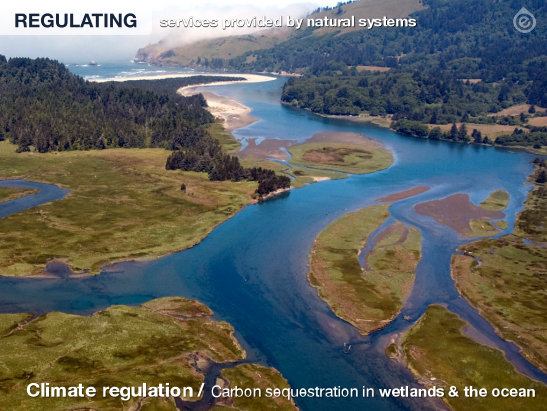 REGULATING services provided by natural systems
Climate regulation / Carbon sequestration in wetlands & the ocean